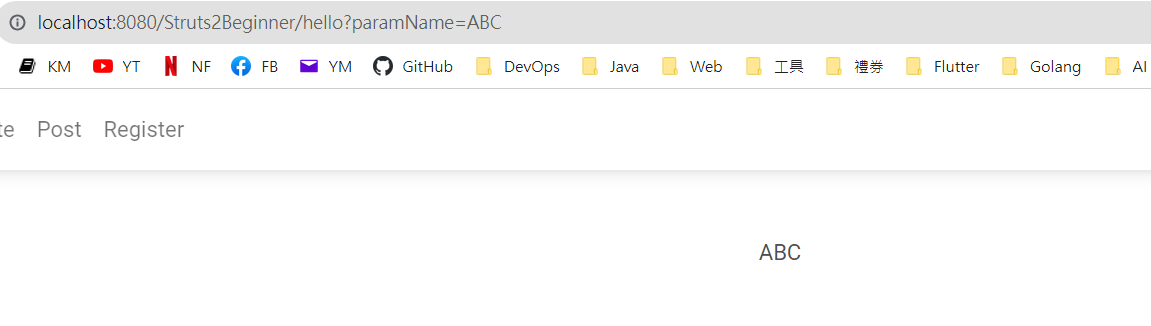 localhost:8080/Struts2Beginner/hello?paramName=ABC
KM YT NF FB YM GitHub DevOps Java Web 工具 禮券 Flutter Golang AI
te Post Register
ABC